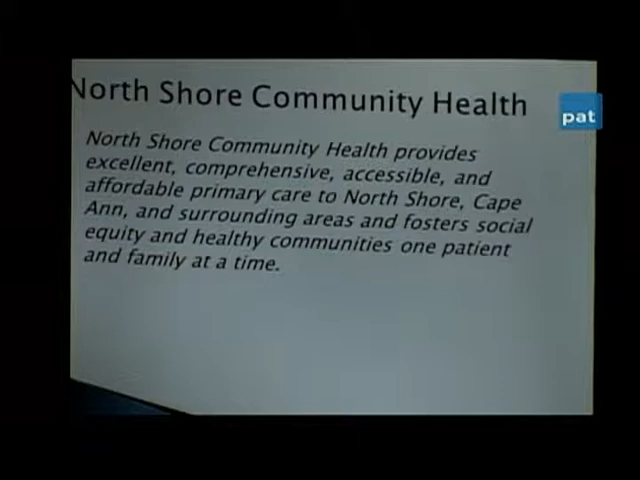 North Shore Community Health
pat
North Shore Community Health provides
excellent, comprehensive, accessible, and
affordable primary care to North Shore, Cape
Ann, and surrounding areas and fosters social
equity and healthy communities one patient
and family at a time.